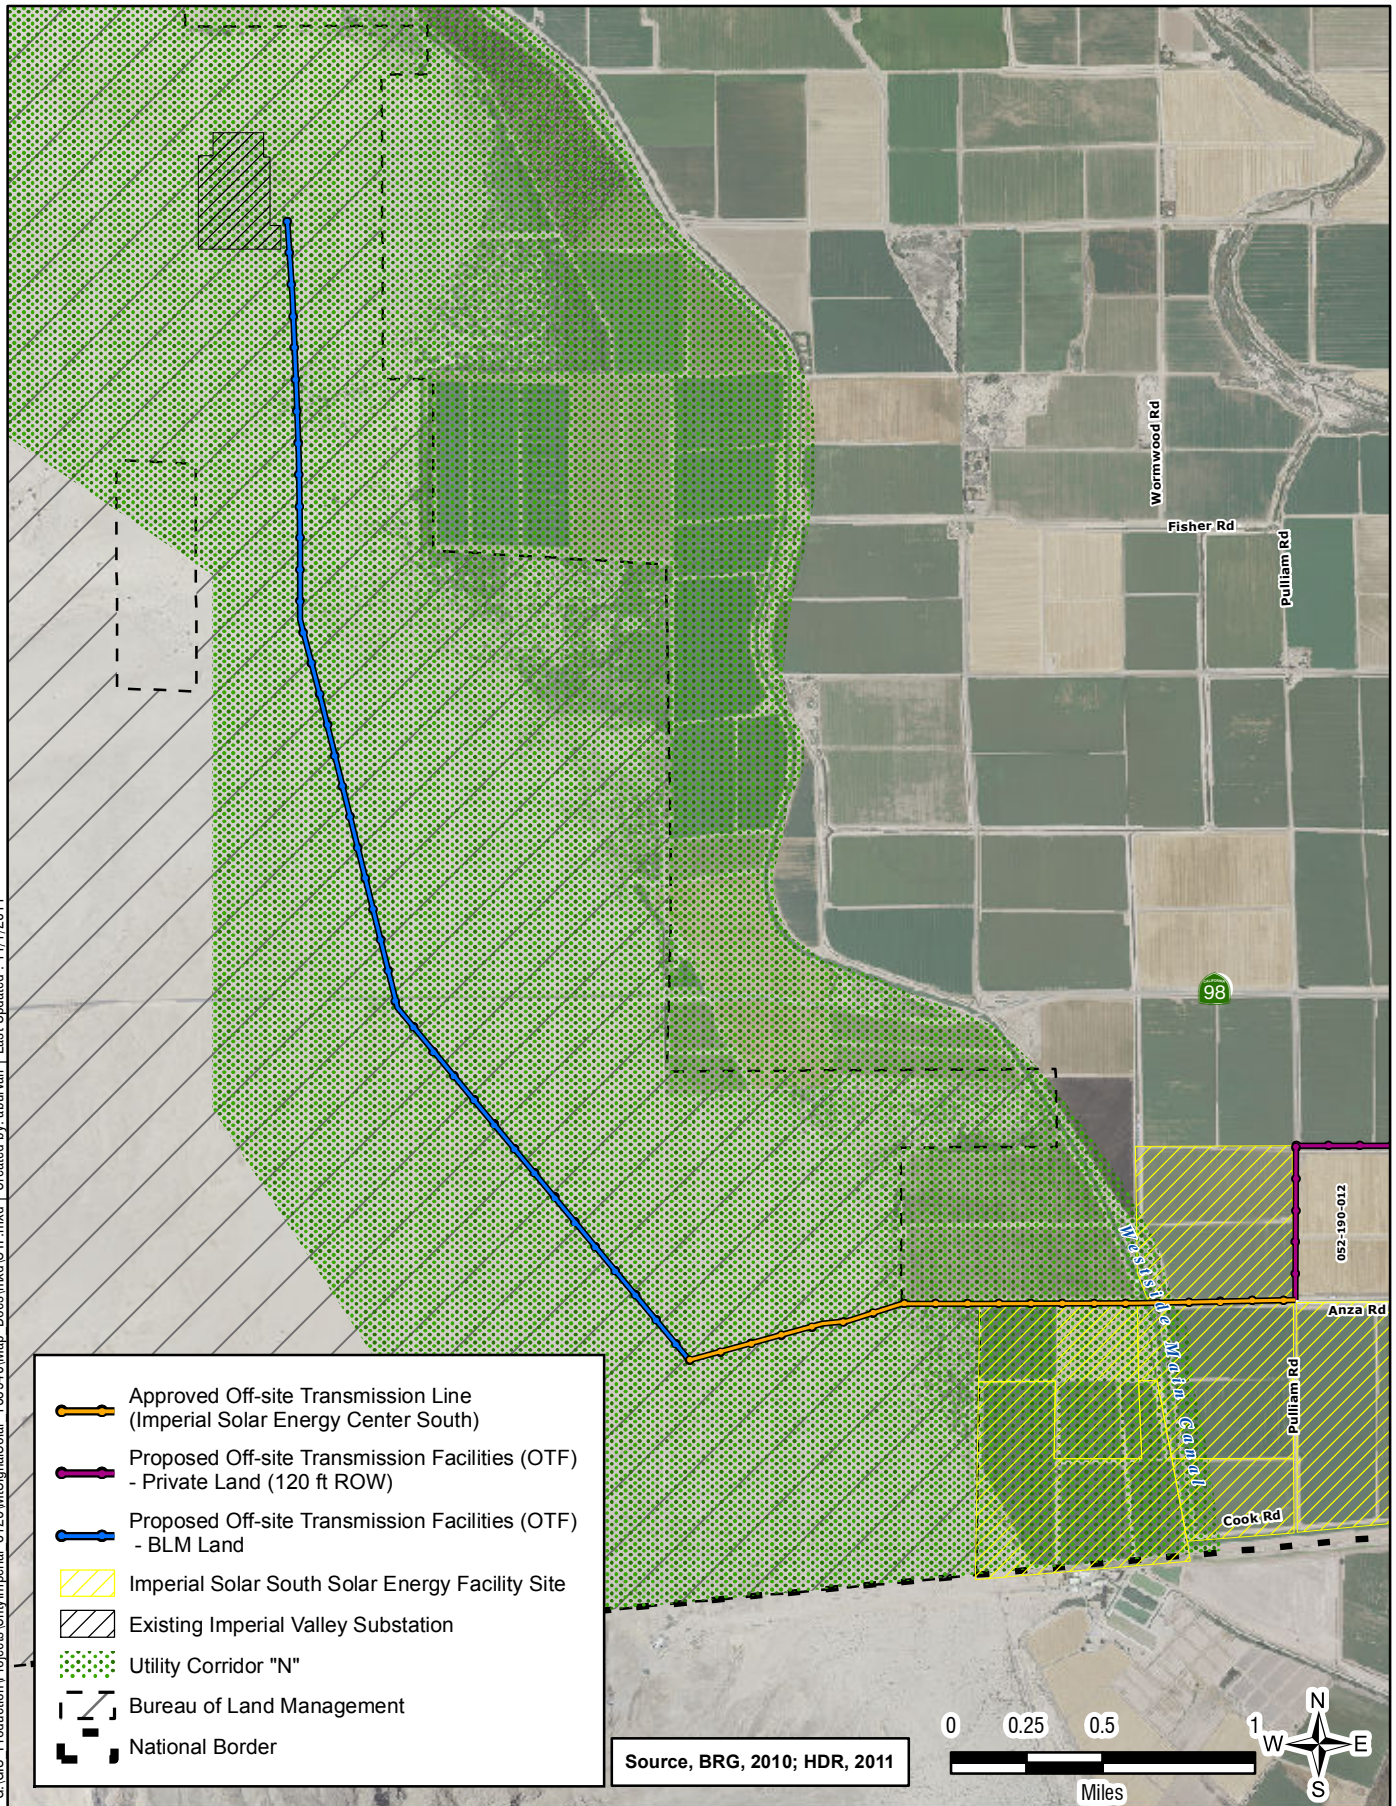 Wormwood Rd
Fisher Rd
Pulliam Rd
CALIFORNIA
98
052-190-012
Westside Main Canal
Anza Rd
Pulliam Rd
Cook Rd
Approved Off-site Transmission Line
(Imperial Solar Energy Center South)
Proposed Off-site Transmission Facilities (OTF)
- Private Land (120 ft ROW)
Proposed Off-site Transmission Facilities (OTF)
- BLM Land
Imperial Solar South Solar Energy Facility Site
Existing Imperial Valley Substation
Utility Corridor "N"
Bureau of Land Management
National Border
Source, BRG, 2010; HDR, 2011
0 0.25 0.5 1
Miles
N
W E
S